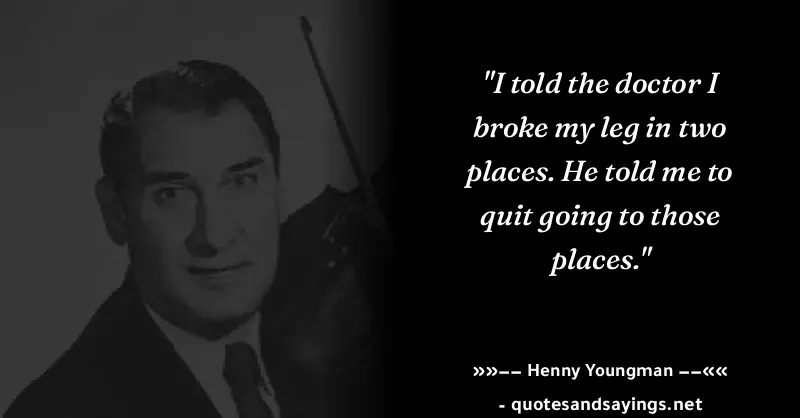 "I told the doctor I
broke my leg in two
places. He told me to
quit going to those
places."
»»−− Henny Youngman −−««
- quotesandsayings.net